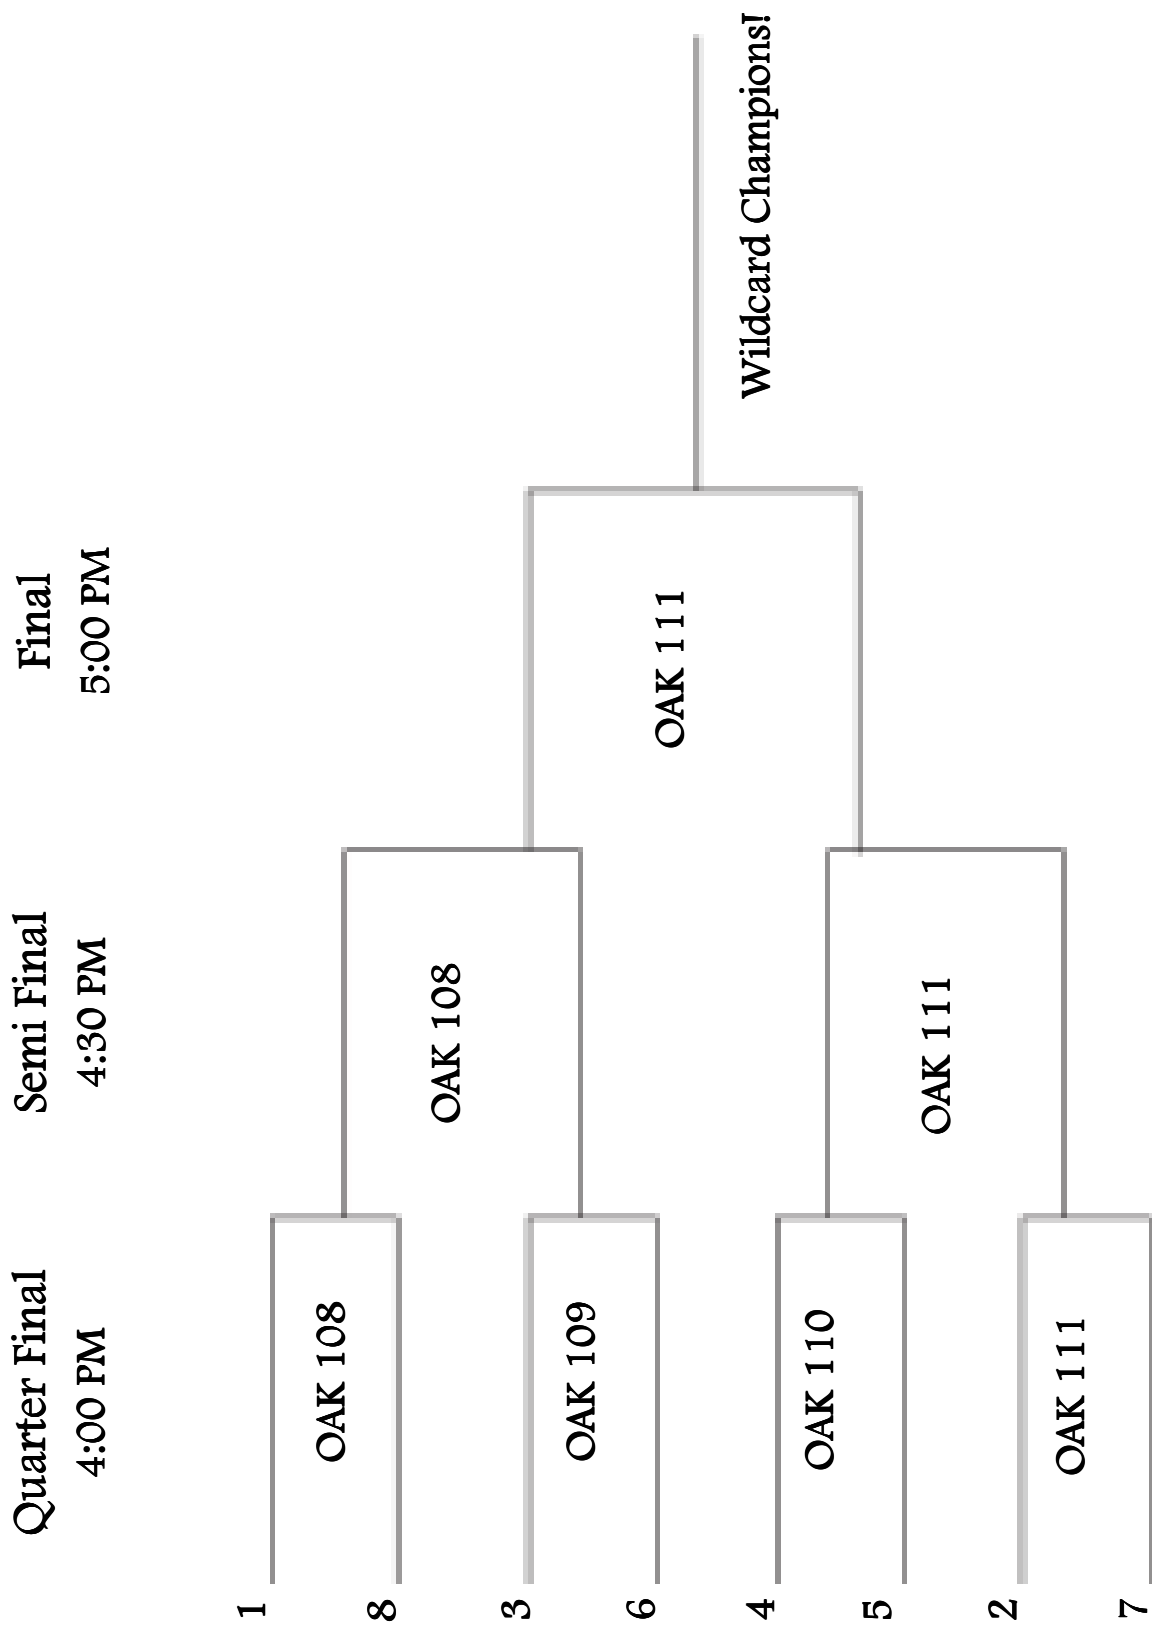 Quarter Final
4:00 PM
Semi Final
4:30 PM
Final
5:00 PM
1
OAK 108
8
OAK 108
3
OAK 109
6
OAK 111
Wildcard Champions!
4
OAK 110
5
OAK 111
2
OAK 111
7